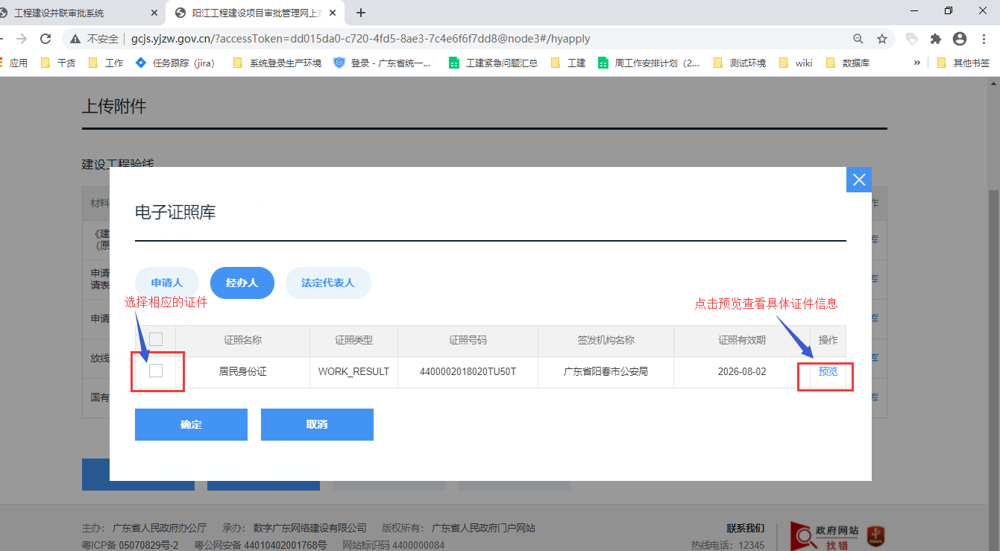 工程建设并联审批系统
阳江工程建设项目审批管理网上
不安全
gcjs.yjzw.gov.cn/?accessToken=dd015da0-c720-4fd5-8ae3-7c4e6f6f7dd8@node3#/hyapply
应用 干货 工作 任务跟踪（jira） 系统登录生产环境 登录 - 广东省统一... 工建紧急问题汇总 工建 周工作安排计划（2... 测试环境 wiki 数据库 » 其他书签
上传附件
建设工程验线
材料
作
《建
（原
库
申请
请表
库
申请
库
放线
库
国有
库
电子证照库
申请人 经办人 法定代表人
选择相应的证件
点击预览查看具体证件信息
证照名称 证照类型 证照号码 签发机构名称 证照有效期 操作
居民身份证 WORK_RESULT 4400002018020TU50T 广东省阳春市公安局 2026-08-02 预览
确定 取消
主办： 广东省人民政府办公厅 承办： 数字广东网络建设有限公司 版权所有： 广东省人民政府门户网站
粤ICP备 05070829号-2 粤公网安备 44010402001768号 网站标识码 4400000084
联系我们
热线电话：12345
政府网站
找错